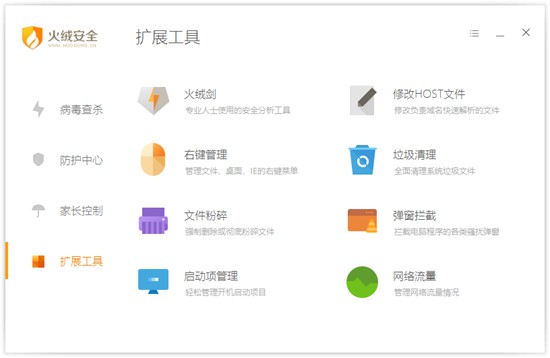 火绒安全
WWW.HUORONG.CN
扩展工具
病毒查杀
防护中心
家长控制
扩展工具
火绒剑
专业人士使用的安全分析工具
修改HOST文件
修改负责域名快速解析的文件
右键管理
管理文件、桌面、IE的右键菜单
垃圾清理
全面清理系统垃圾文件
文件粉碎
强制删除或彻底粉碎文件
弹窗拦截
拦截电脑程序的各类骚扰弹窗
启动项管理
轻松管理开机启动项目
网络流量
管理网络流量情况